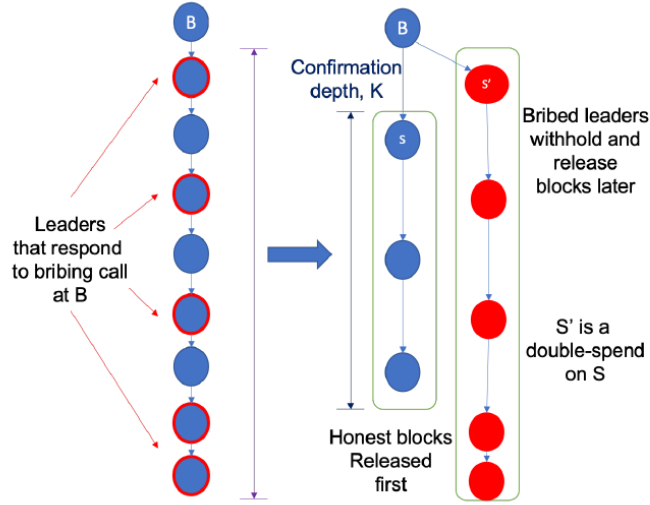 B
Leaders
that respond
to bribing call
at B
B
Confirmation
depth, K
s
s'
Bribed leaders
withhold and
release
blocks later
S' is a
double-spend
on S
Honest blocks
Released
first